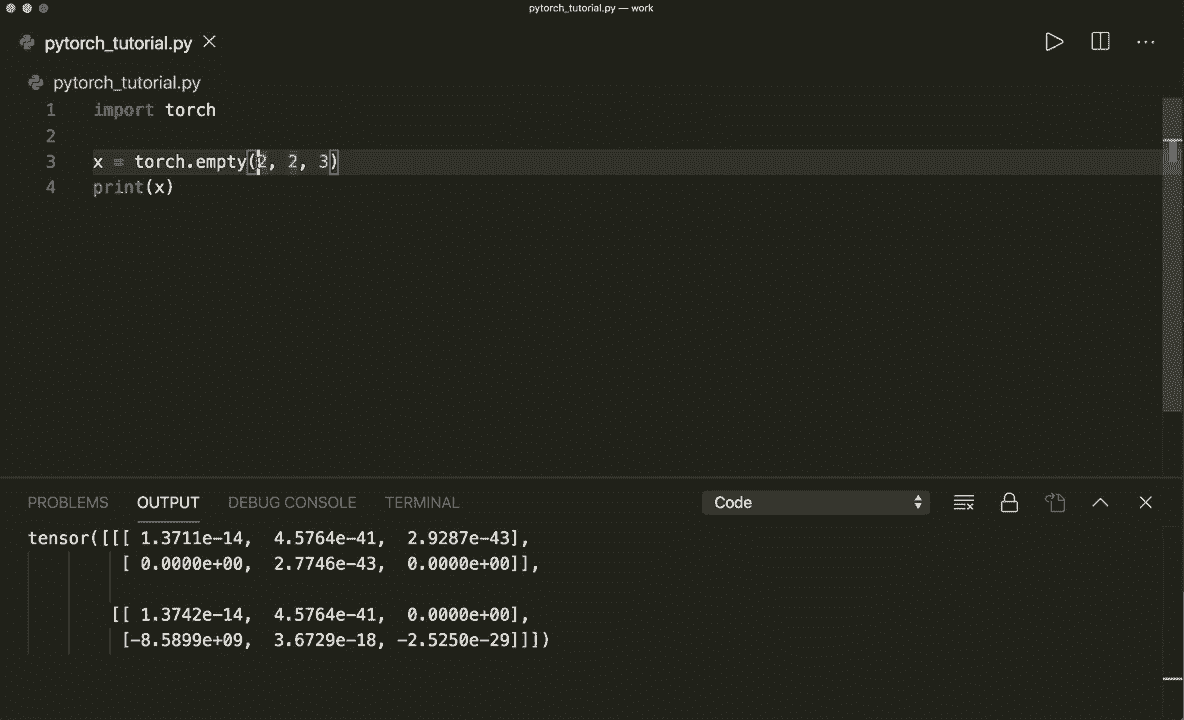 pytorch_tutorial.py — work
pytorch_tutorial.py
pytorch_tutorial.py
1 import torch
2
3 x = torch.empty(2, 2, 3)
4 print(x)
PROBLEMS OUTPUT DEBUG CONSOLE TERMINAL Code
tensor([[[ 1.3711e-14, 4.5764e-41, 2.9287e-43],
[ 0.0000e+00, 2.7746e-43, 0.0000e+00]],
[[ 1.3742e-14, 4.5764e-41, 0.0000e+00],
[-8.5899e+09, 3.6729e-18, -2.5250e-29]]])